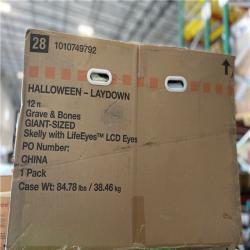 28
1010749792
HALLOWEEN - LAYDOWN
12 ft
Grave & Bones
GIANT-SIZED
Skelly with LifeEyes™ LCD Eyes
PO Number:
CHINA
1 Pack
Case Wt: 84.78 lbs / 38.46 kg